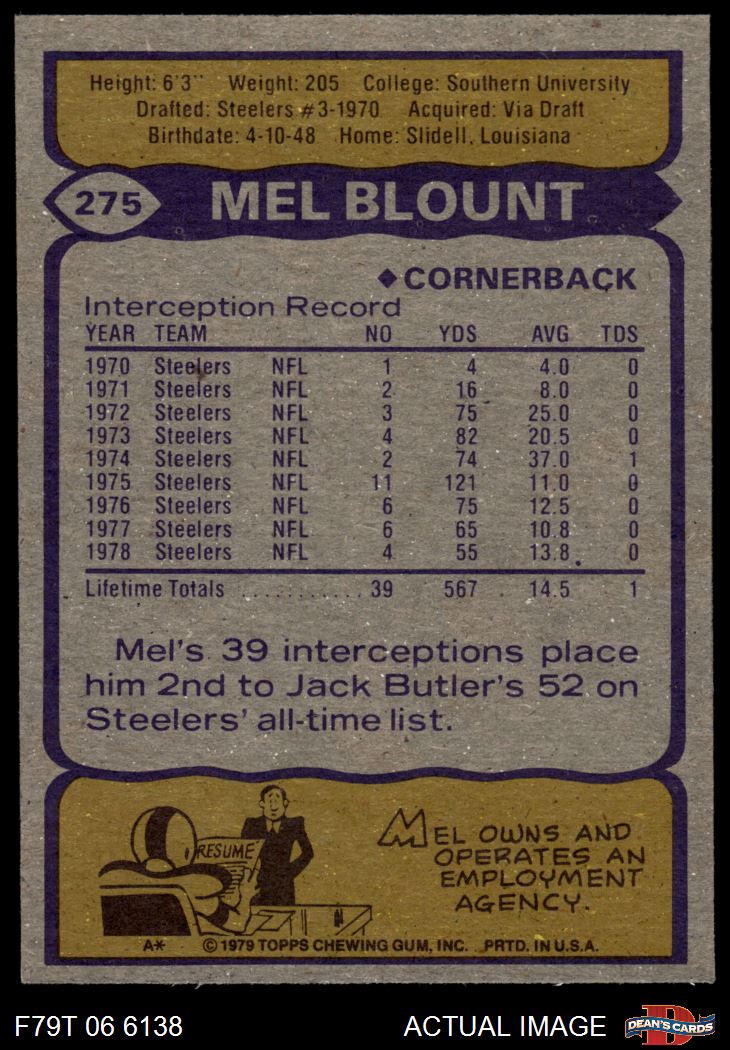 Height: 6'3" Weight: 205 College: Southern University
Drafted: Steelers #3-1970 Acquired: Via Draft
Birthdate: 4-10-48 Home: Slidell, Louisiana
275 MEL BLOUNT
◆CORNERBACK
Interception Record
YEAR TEAM NO YDS AVG TDS
1970 Steelers NFL 1 4 4.0 0
1971 Steelers NFL 2 16 8.0 0
1972 Steelers NFL 3 75 25.0 0
1973 Steelers NFL 4 82 20.5 0
1974 Steelers NFL 2 74 37.0 1
1975 Steelers NFL 11 121 11.0 0
1976 Steelers NFL 6 75 12.5 0
1977 Steelers NFL 6 65 10.8 0
1978 Steelers NFL 4 55 13.8 0
Lifetime Totals ........... 39 567 14.5 1
Mel's 39 interceptions place
him 2nd to Jack Butler's 52 on
Steelers' all-time list.
RESUME
MEL OWNS AND
OPERATES AN
EMPLOYMENT
AGENCY.
A* © 1979 TOPPS CHEWING GUM, INC. PRTD. IN U.S.A.
F79T 06 6138 ACTUAL IMAGE D DEAN'S CARDS